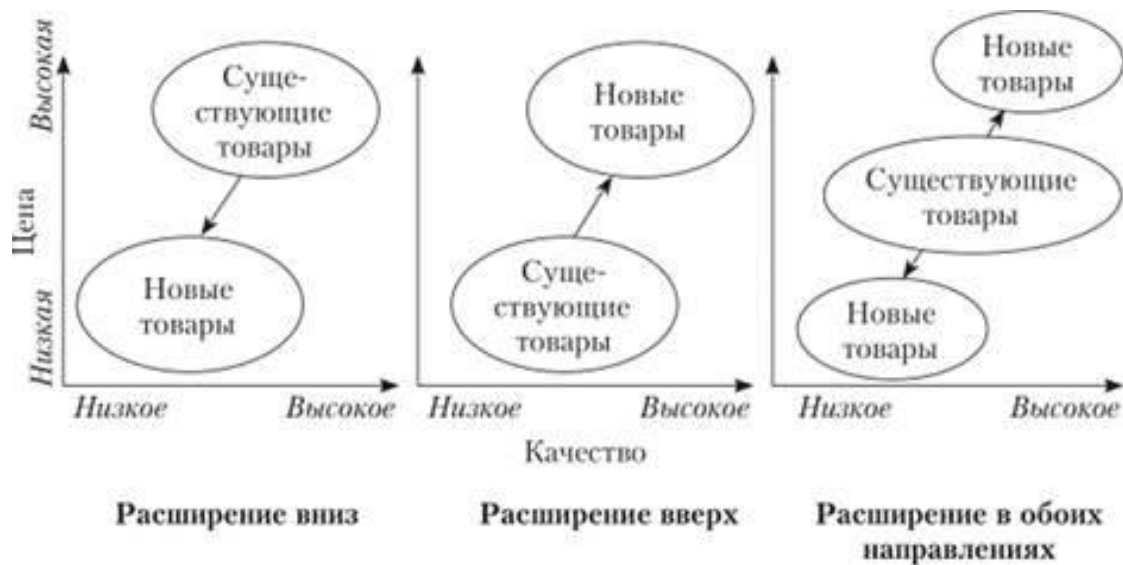 Цена
Высокая
Низкая
Суще-
ствующие
товары
Новые
товары
Низкое
Высокое
Новые
товары
Суще-
ствующие
товары
Низкое
Высокое
Новые
товары
Существующие
товары
Новые
товары
Низкое
Высокое
Качество
Расширение вниз
Расширение вверх
Расширение в обоих
направлениях